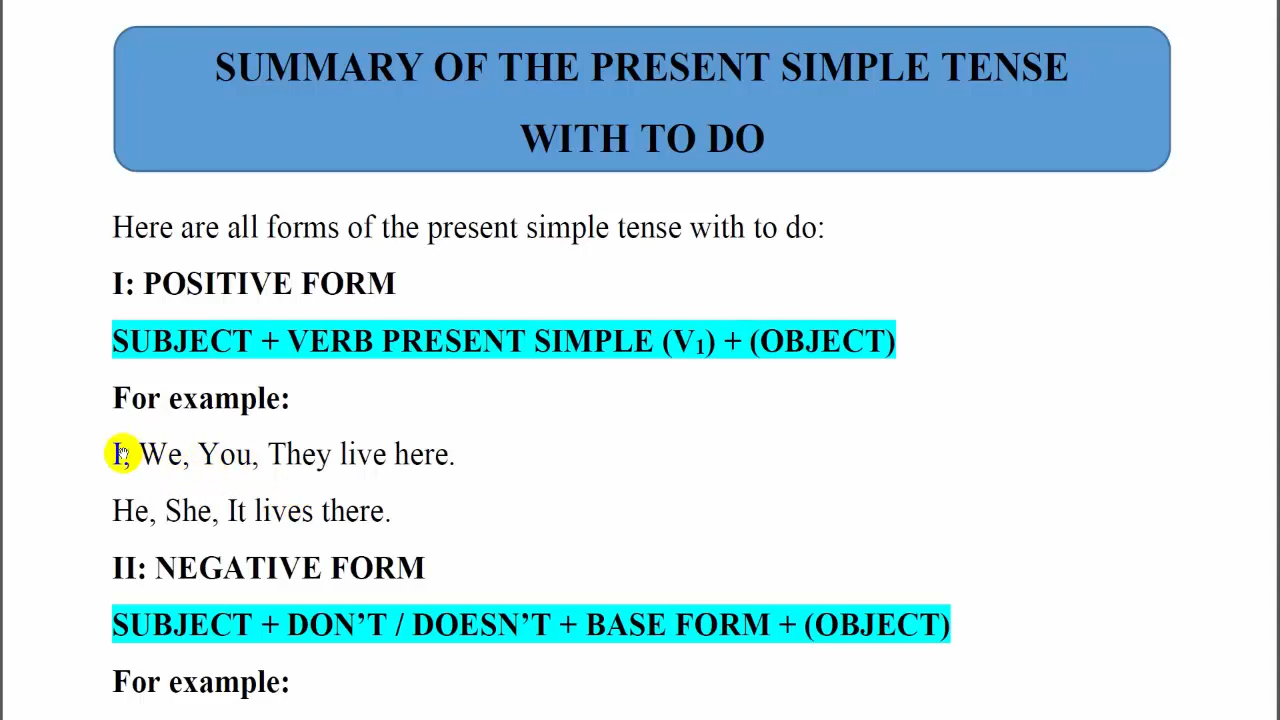 SUMMARY OF THE PRESENT SIMPLE TENSE
WITH TO DO
Here are all forms of the present simple tense with to do:
I: POSITIVE FORM
SUBJECT + VERB PRESENT SIMPLE (V₁) + (OBJECT)
For example:
I, We, You, They live here.
He, She, It lives there.
II: NEGATIVE FORM
SUBJECT + DON’T / DOESN’T + BASE FORM + (OBJECT)
For example: